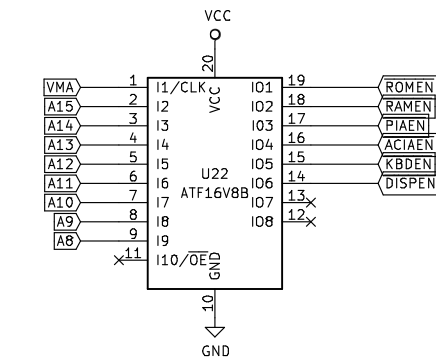 VCC
20
VMA 1 I1/CLK VCC IO1 19 ROMEN
A15 2 I2 IO2 18 RAMEN
A14 3 I3 IO3 17 PIAEN
A13 4 I4 IO4 16 ACIAEN
A12 5 I5 IO5 15 KBDEN
U22
A11 6 I6 IO6 14 DISPEN
ATF16V8B
A10 7 I7 IO7 13
A9 8 I8 IO8 12
A8 9 I9
11 I10/OE GND
10
GND